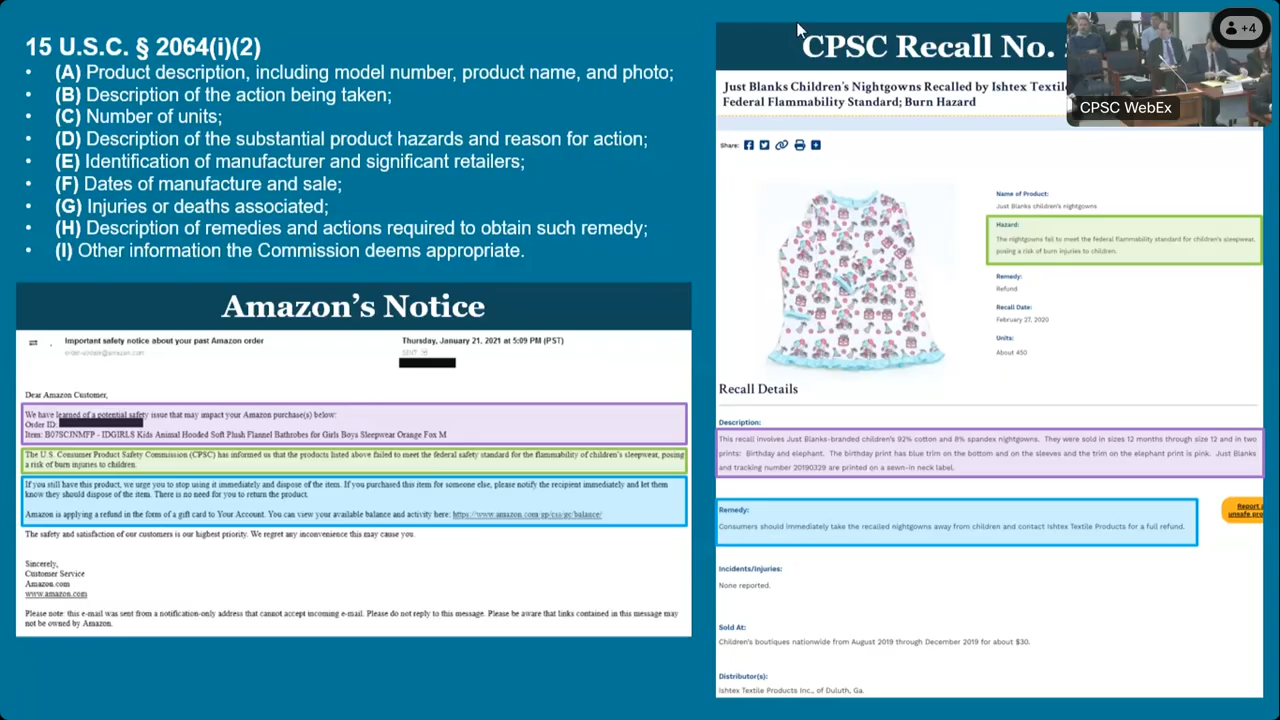 15 U.S.C. § 2064(i)(2)
• (A) Product description, including model number, product name, and photo;
• (B) Description of the action being taken;
• (C) Number of units;
• (D) Description of the substantial product hazards and reason for action;
• (E) Identification of manufacturer and significant retailers;
• (F) Dates of manufacture and sale;
• (G) Injuries or deaths associated;
• (H) Description of remedies and actions required to obtain such remedy;
• (I) Other information the Commission deems appropriate.
Amazon's Notice
Important safety notice about your past Amazon order
Thursday, January 21, 2021 at 5:09 PM (PST)
Dear Amazon Customer,
We have learned of a potential safety issue that may impact your Amazon purchase(s) below:
Order ID:
Item: B07SCJNMFP - IDGIRLS Kids Animal Hooded Soft Plush Flannel Bathrobes for Girls Boys Sleepwear Orange Fox M
The U.S. Consumer Product Safety Commission (CPSC) has informed us that the products listed above failed to meet the federal safety standard for the flammability of children's sleepwear, posing
a risk of burn injuries to children.
If you still have this product, we urge you to stop using it immediately and dispose of the item. If you purchased this item for someone else, please notify the recipient immediately and let them
know they should dispose of the item. There is no need for you to return the product.
Amazon is applying a refund in the form of a gift card to Your Account. You can view your available balance and activity here: https://www.amazon.com/gp/css/gc/balance/
The safety and satisfaction of our customers is our highest priority. We regret any inconvenience this may cause you.
Sincerely,
Customer Service
Amazon.com
www.amazon.com
Please note: this e-mail was sent from a notification-only address that cannot accept incoming e-mail. Please do not reply to this message. Please be aware that links contained in this message may
not be owned by Amazon.
CPSC Recall No.
Just Blanks Children's Nightgowns Recalled by Ishtex
Federal Flammability Standard; Burn Hazard
Share:
Name of Product:
Just Blanks children's nightgowns
Hazard:
The nightgowns fail to meet the federal flammability standard for children's sleepwear,
posing a risk of burn injuries to children.
Remedy:
Refund
Recall Date:
February 27, 2020
Units:
About 450
Recall Details
Description:
This recall involves Just Blanks-branded children's 92% cotton and 8% spandex nightgowns. They were sold in sizes 12 months through size 12 and in two
prints: Birthday and elephant. The birthday print has blue trim on the bottom and on the sleeves and the trim on the elephant print is pink. Just Blanks
and tracking number 20190329 are printed on a sewn-in neck label.
Remedy:
Consumers should immediately take the recalled nightgowns away from children and contact Ishtex Textile Products for a full refund.
Report
unsafe
Incidents/Injuries:
None reported.
Sold At:
Children's boutiques nationwide from August 2019 through December 2019 for about $30.
Distributor(s):
Ishtex Textile Products Inc., of Duluth, Ga.
+4
CPSC WebEx